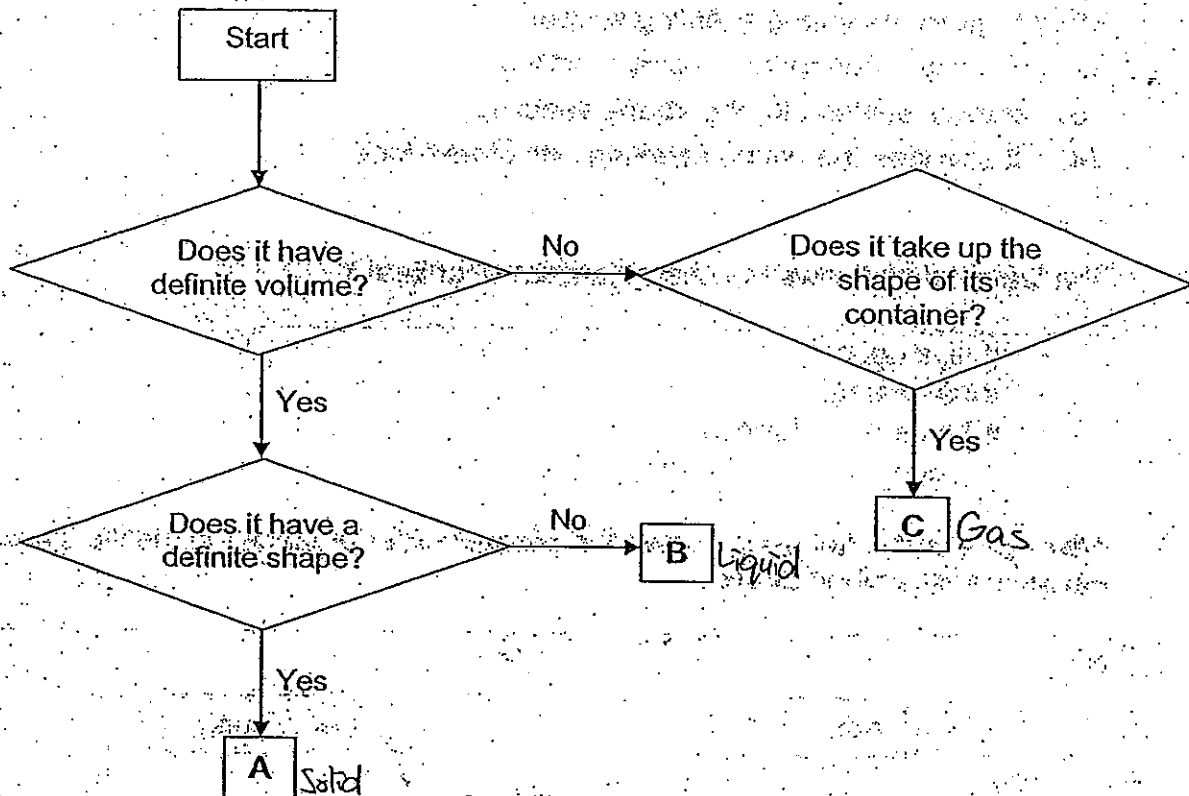 Start
Does it have
definite volume?
No
Does it take up the
shape of its
container?
Yes
Yes
Does it have a
definite shape?
No
B Liquid
C Gas
Yes
A Solid